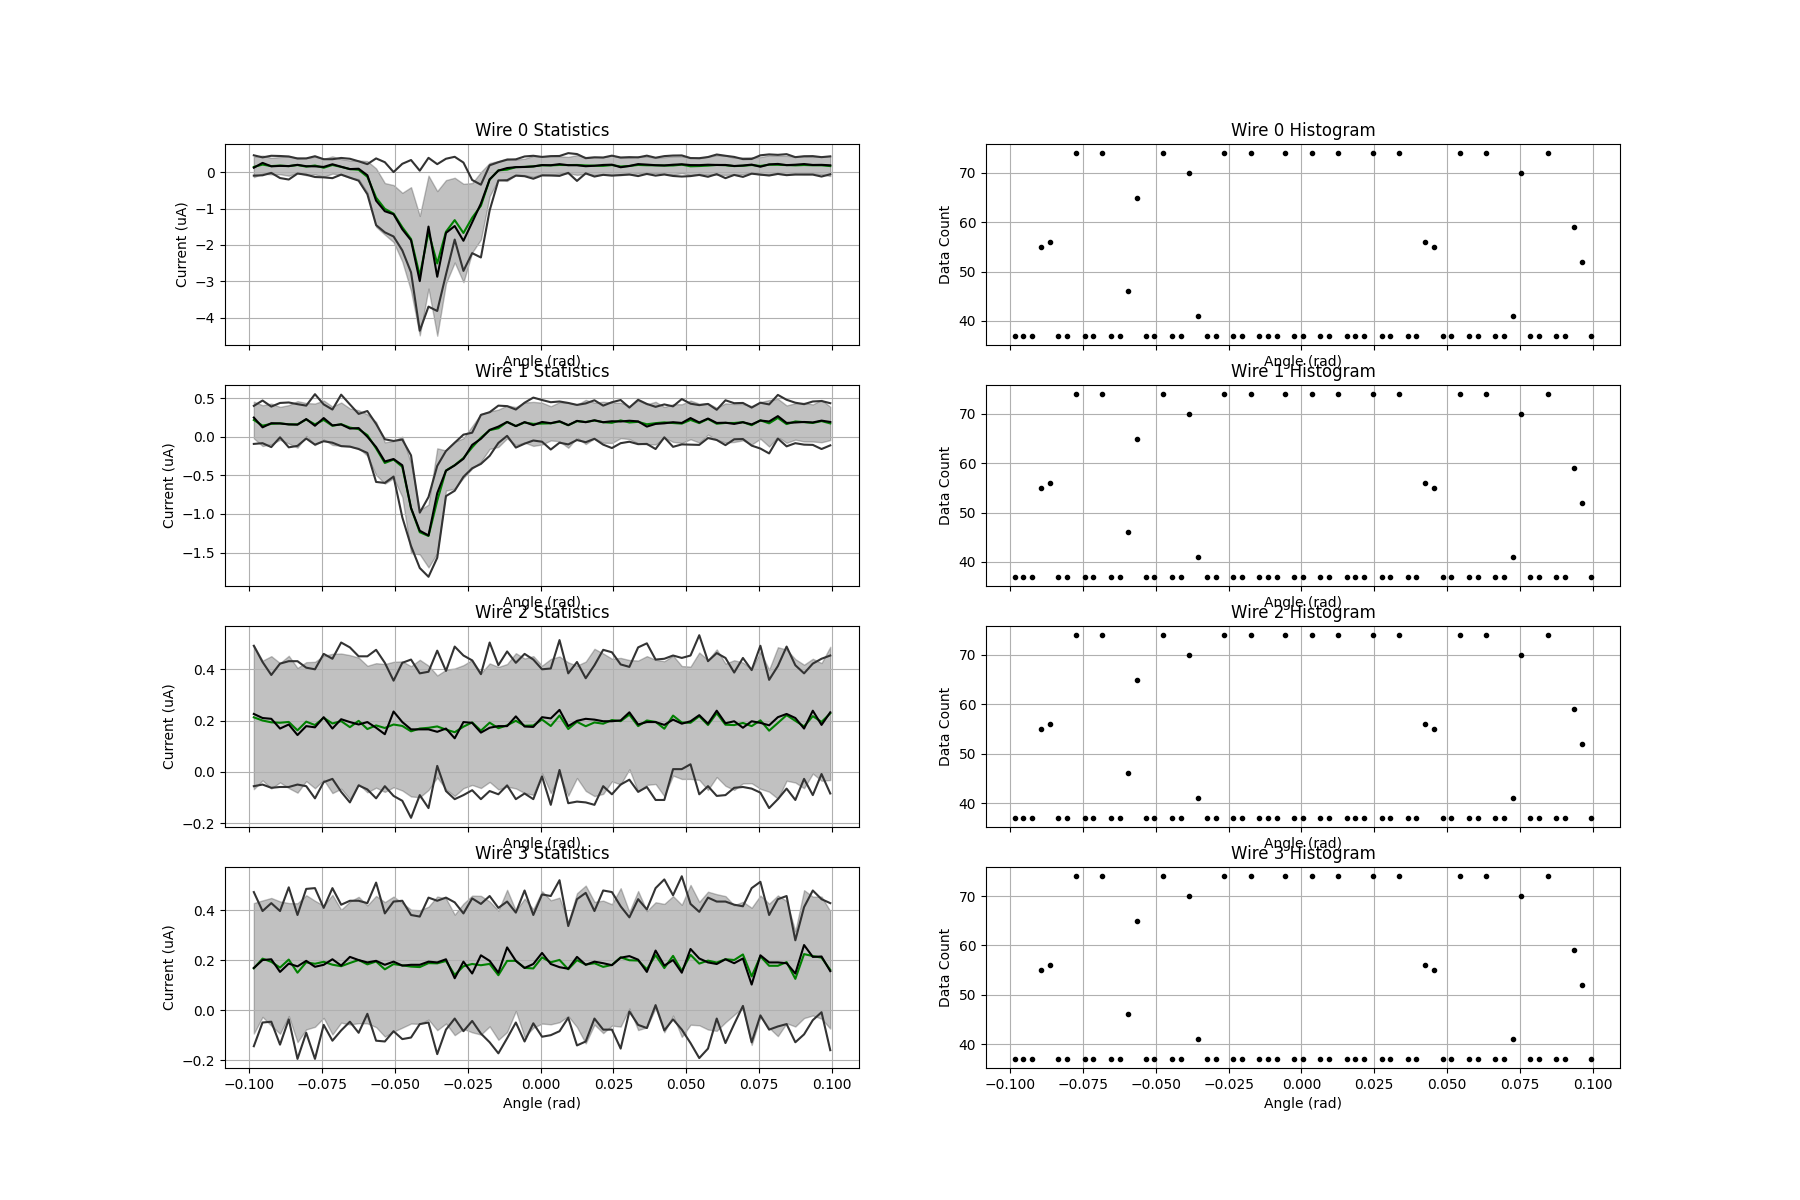 Wire 0 Statistics
Current (uA)
0
−1
−2
−3
−4
Angle (rad)
Wire 0 Histogram
Data Count
70
60
50
40
Angle (rad)
Wire 1 Statistics
Current (uA)
0.5
0.0
−0.5
−1.0
−1.5
Angle (rad)
Wire 1 Histogram
Data Count
70
60
50
40
Angle (rad)
Wire 2 Statistics
Current (uA)
0.4
0.2
0.0
−0.2
Angle (rad)
Wire 2 Histogram
Data Count
70
60
50
40
Angle (rad)
Wire 3 Statistics
Current (uA)
0.4
0.2
0.0
−0.2
−0.100 −0.075 −0.050 −0.025 0.000 0.025 0.050 0.075 0.100
Angle (rad)
Wire 3 Histogram
Data Count
70
60
50
40
−0.100 −0.075 −0.050 −0.025 0.000 0.025 0.050 0.075 0.100
Angle (rad)